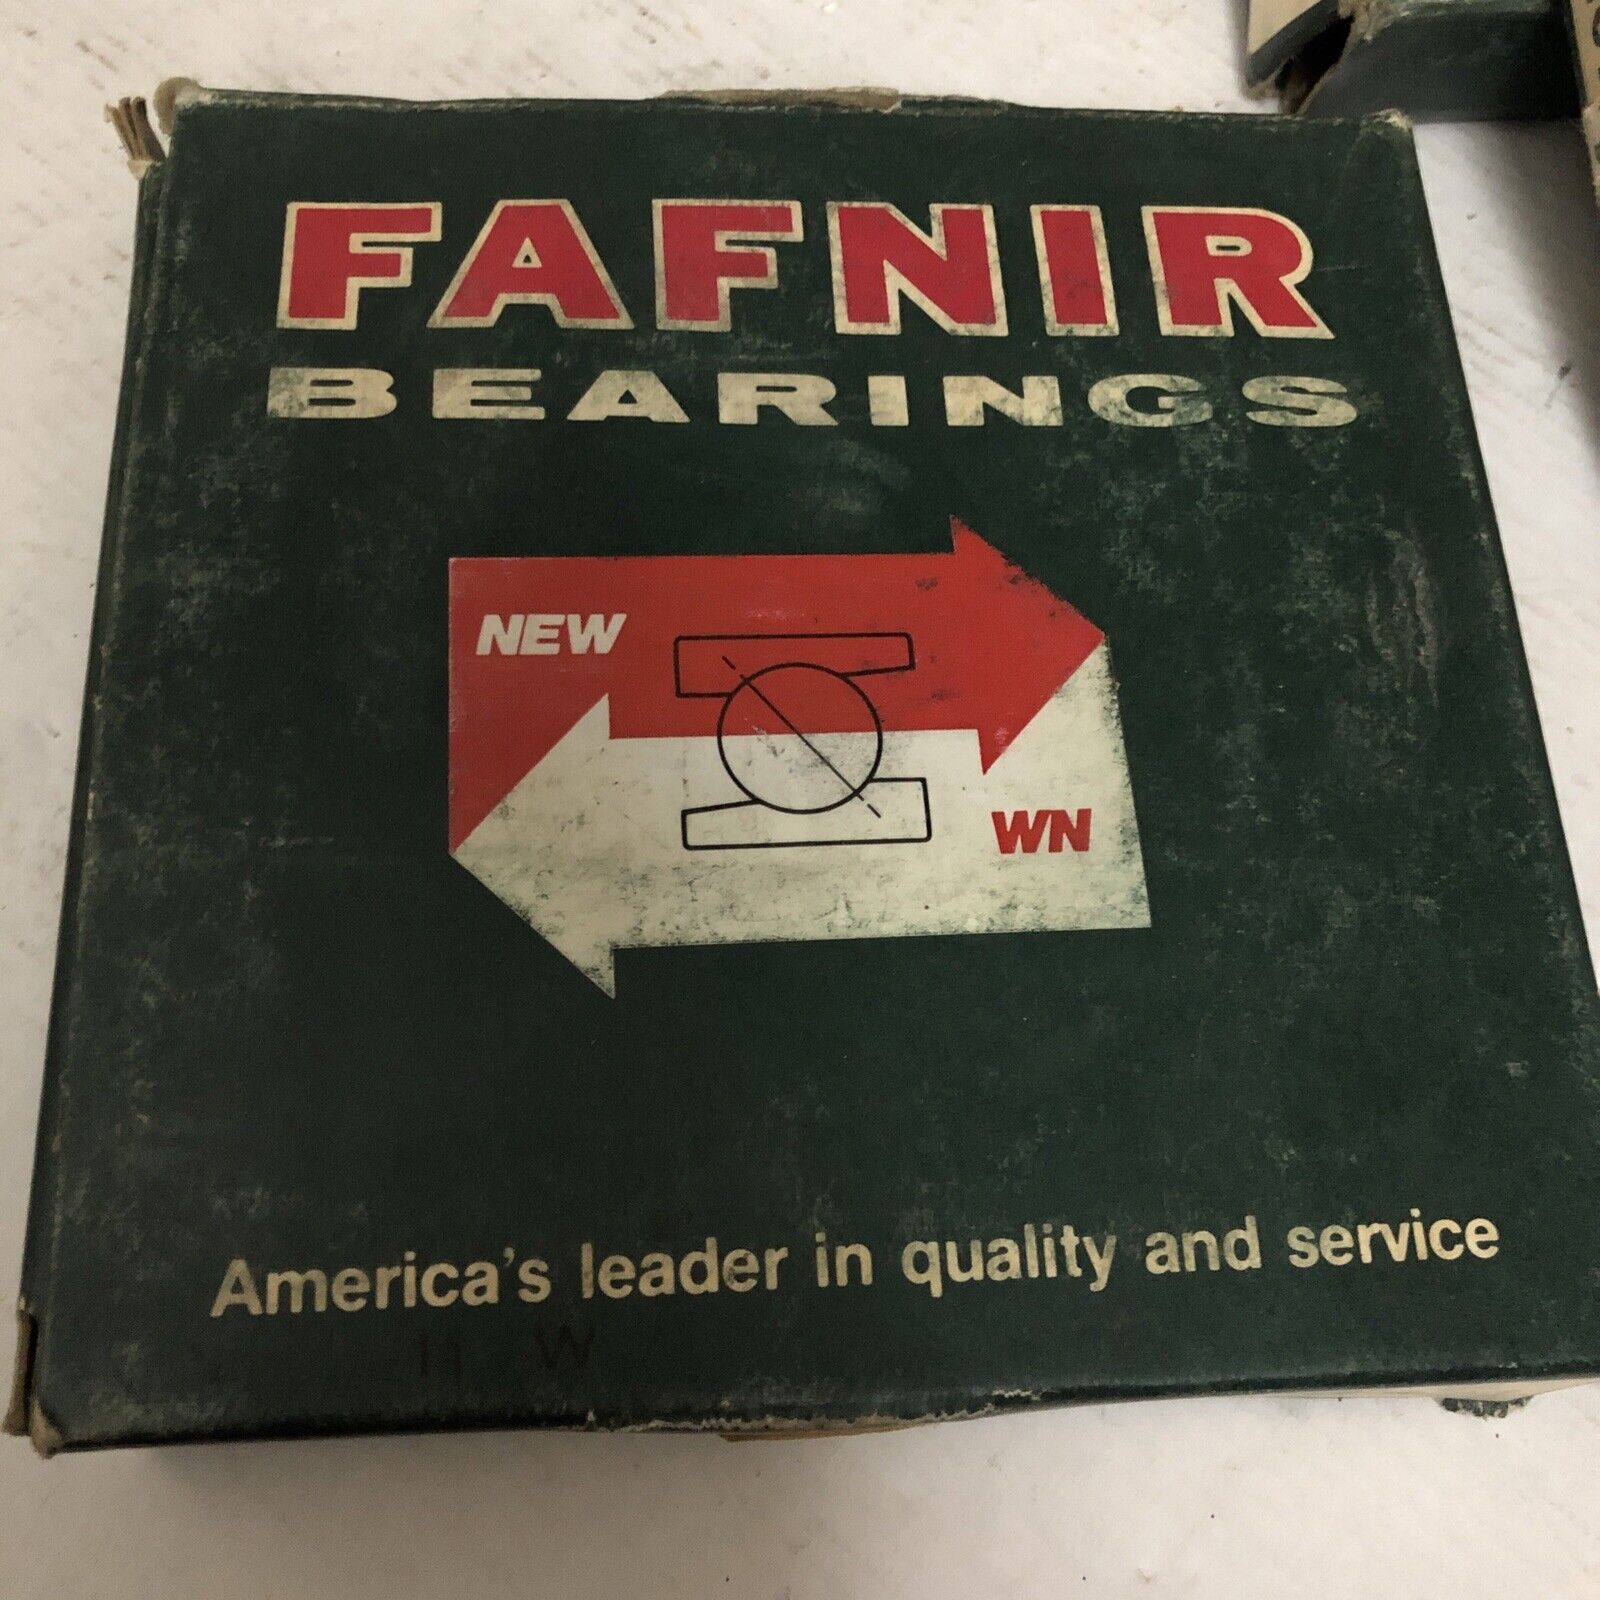 FAFNIR
BEARINGS
NEW
WN
America's leader in quality and service